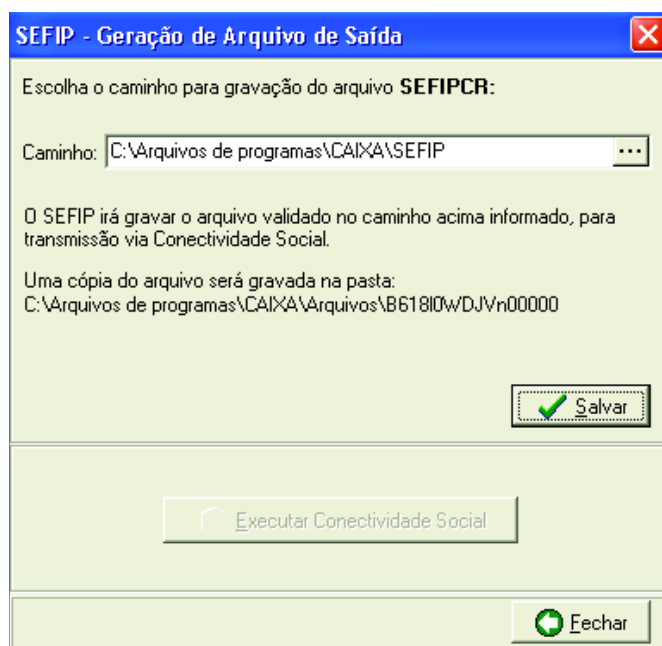 SEFIP - Geração de Arquivo de Saída
Escolha o caminho para gravação do arquivo SEFIPCR:
Caminho: C:\Arquivos de programas\CAIXA\SEFIP ...
O SEFIP irá gravar o arquivo validado no caminho acima informado, para
transmissão via Conectividade Social.
Uma cópia do arquivo será gravada na pasta:
C:\Arquivos de programas\CAIXA\Arquivos\B618I0WDJVn00000
Salvar
Executar Conectividade Social
Fechar